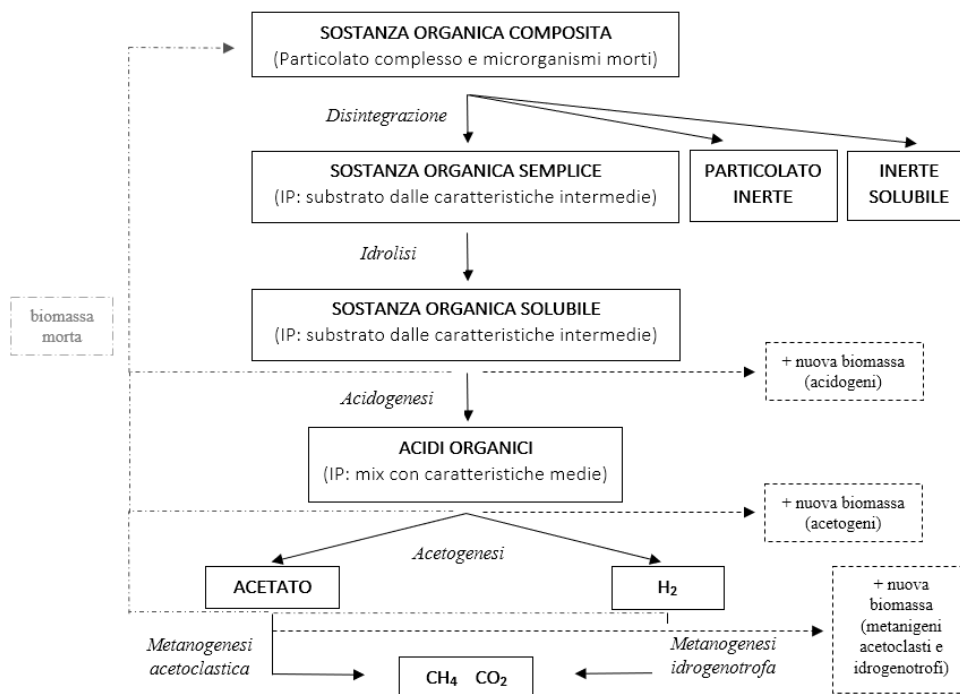 SOSTANZA ORGANICA COMPOSITA
(Particolato complesso e microrganismi morti)
Disintegrazione
SOSTANZA ORGANICA SEMPLICE
(IP: substrato dalle caratteristiche intermedie)
PARTICOLATO
INERTE
INERTE
SOLUBILE
Idrolisi
SOSTANZA ORGANICA SOLUBILE
(IP: substrato dalle caratteristiche intermedie)
biomassa
morta
+ nuova biomassa
(acidogeni)
Acidogenesi
ACIDI ORGANICI
(IP: mix con caratteristiche medie)
+ nuova biomassa
(acetogeni)
Acetogenesi
ACETATO
H₂
+ nuova
biomassa
(metanigeni
acetoclasti e
idrogenotrofi)
Metanogenesi
acetoclastica
Metanogenesi
idrogenotrofa
CH₄ CO₂